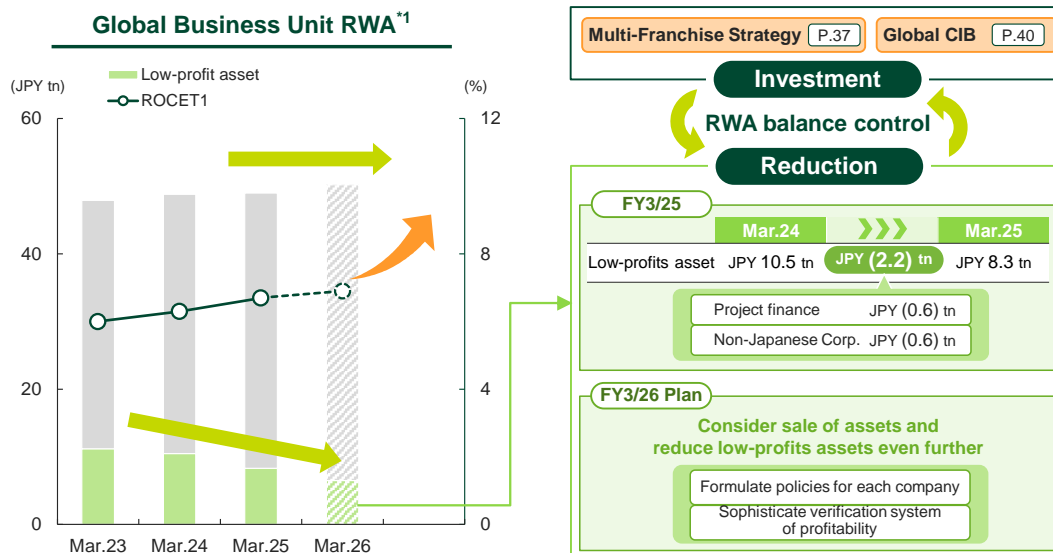 Global Business Unit RWA*1
(JPY tn)
Low-profit asset
ROCET1
(%)
60
40
20
0
12
8
4
0
Mar.23 Mar.24 Mar.25 Mar.26
Multi-Franchise Strategy P.37 Global CIB P.40
Investment
RWA balance control
Reduction
FY3/25
Mar.24 Mar.25
Low-profits asset JPY 10.5 tn JPY (2.2) tn JPY 8.3 tn
Project finance JPY (0.6) tn
Non-Japanese Corp. JPY (0.6) tn
FY3/26 Plan
Consider sale of assets and
reduce low-profits assets even further
Formulate policies for each company
Sophisticate verification system
of profitability